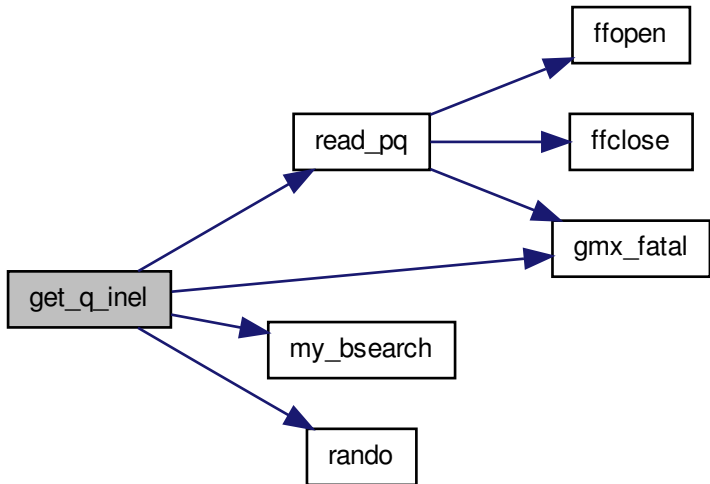 ffopen
read_pq
ffclose
gmx_fatal
get_q_inel
my_bsearch
rando